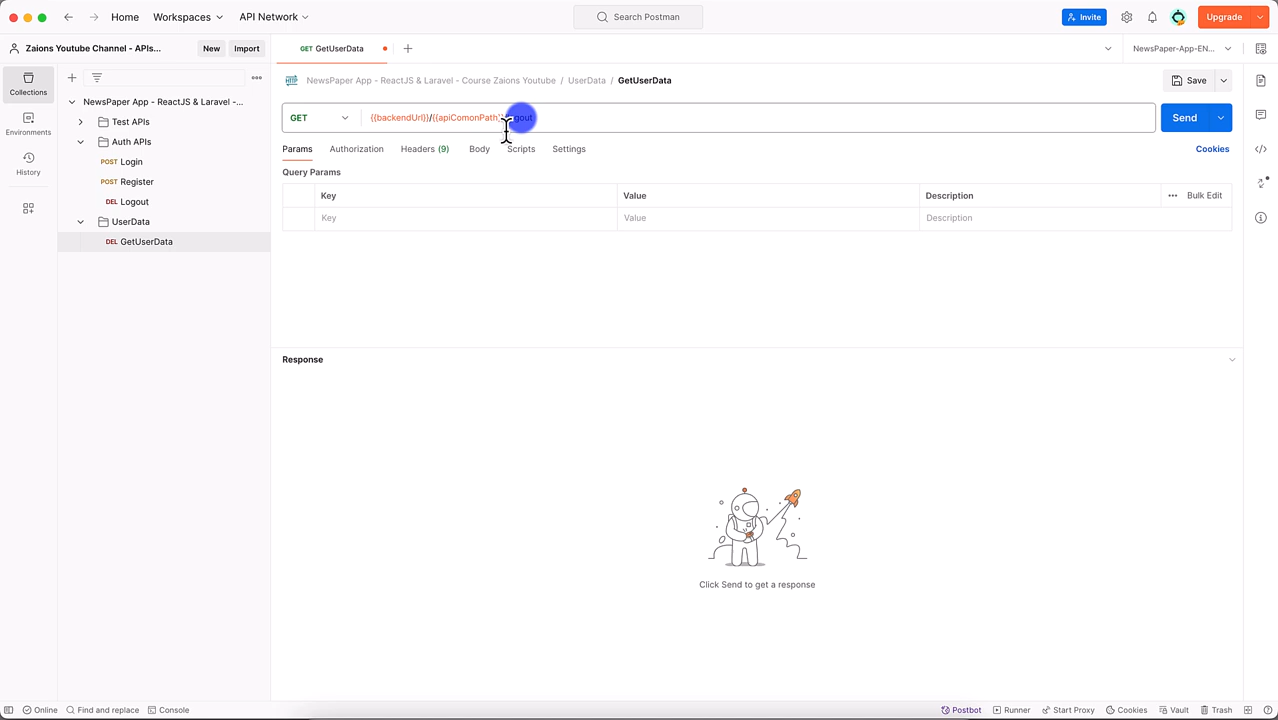 Home Workspaces API Network Search Postman Invite Upgrade
Zaions Youtube Channel - APIs... New Import GET GetUserData NewsPaper-App-EN...
Collections
Environments
History
NewsPaper App - ReactJS & Laravel -...
Test APIs
Auth APIs
POST Login
POST Register
DEL Logout
UserData
DEL GetUserData
HTTP NewsPaper App - ReactJS & Laravel - Course Zaions Youtube / UserData / GetUserData Save
GET {{backendUrl}}/{{apiComonPath gout Send
Params Authorization Headers (9) Body Scripts Settings Cookies
Query Params
Key Value Description Bulk Edit
Key Value Description
Response
Click Send to get a response
Online Find and replace Console Postbot Runner Start Proxy Cookies Vault Trash